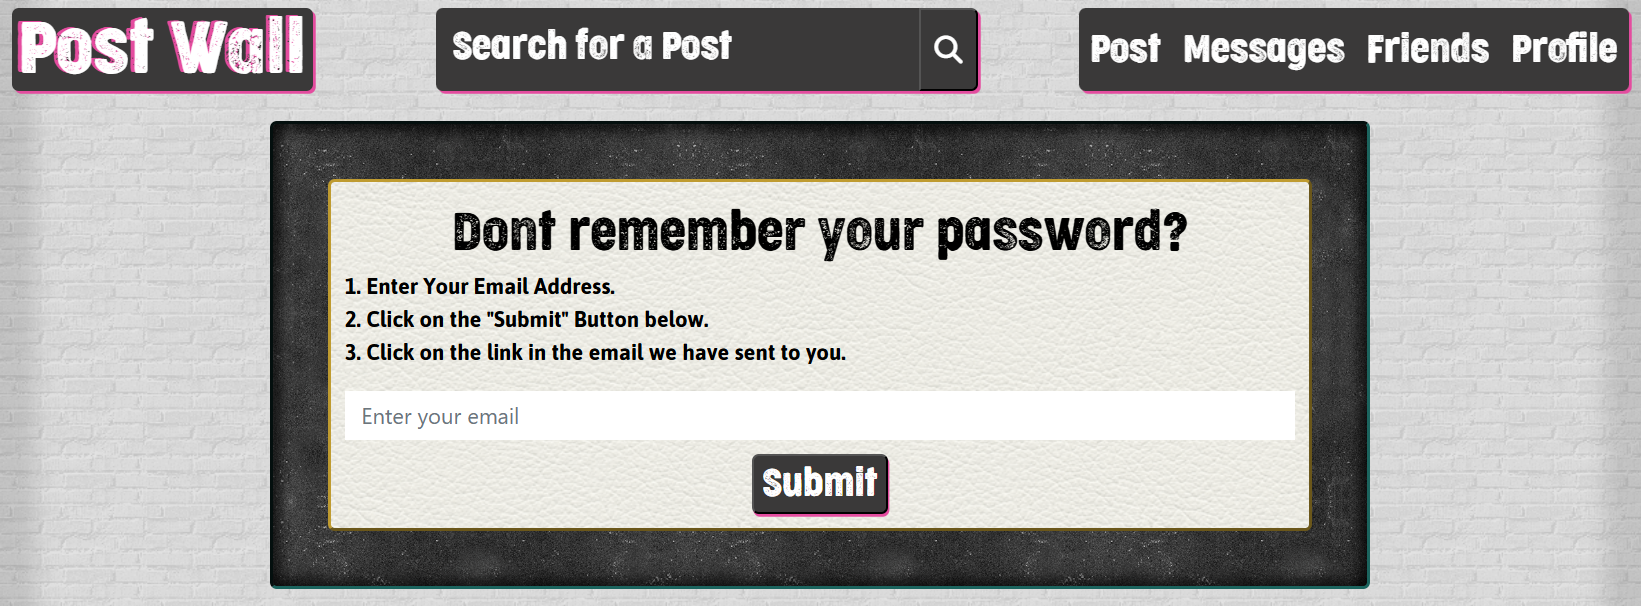 Post Wall
Search for a Post
Post Messages Friends Profile
Dont remember your password?
1. Enter Your Email Address.
2. Click on the "Submit" Button below.
3. Click on the link in the email we have sent to you.
Enter your email
Submit